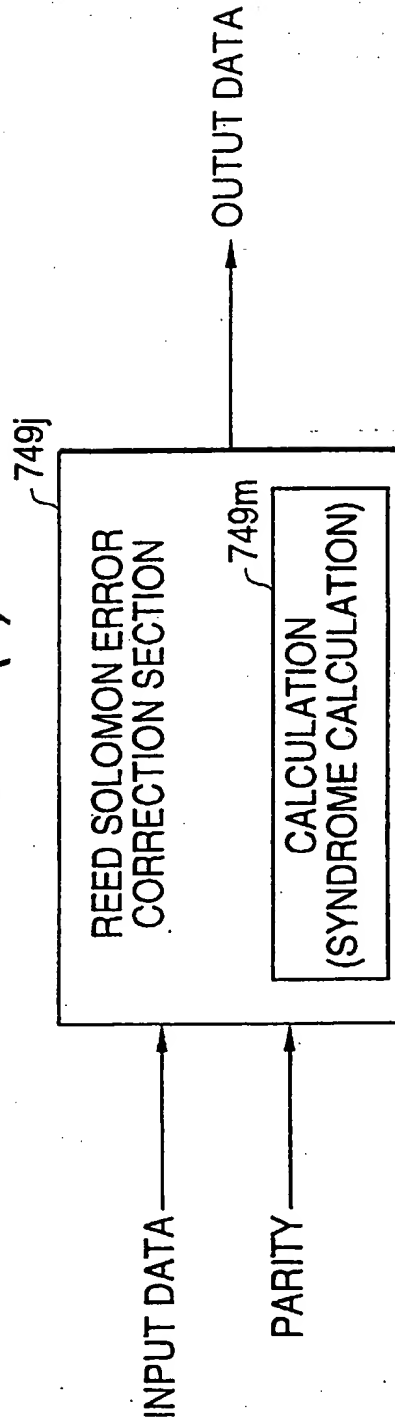 749j
REED SOLOMON ERROR
CORRECTION SECTION
749m
CALCULATION
(SYNDROME CALCULATION)
INPUT DATA
PARITY
OUTUT DATA